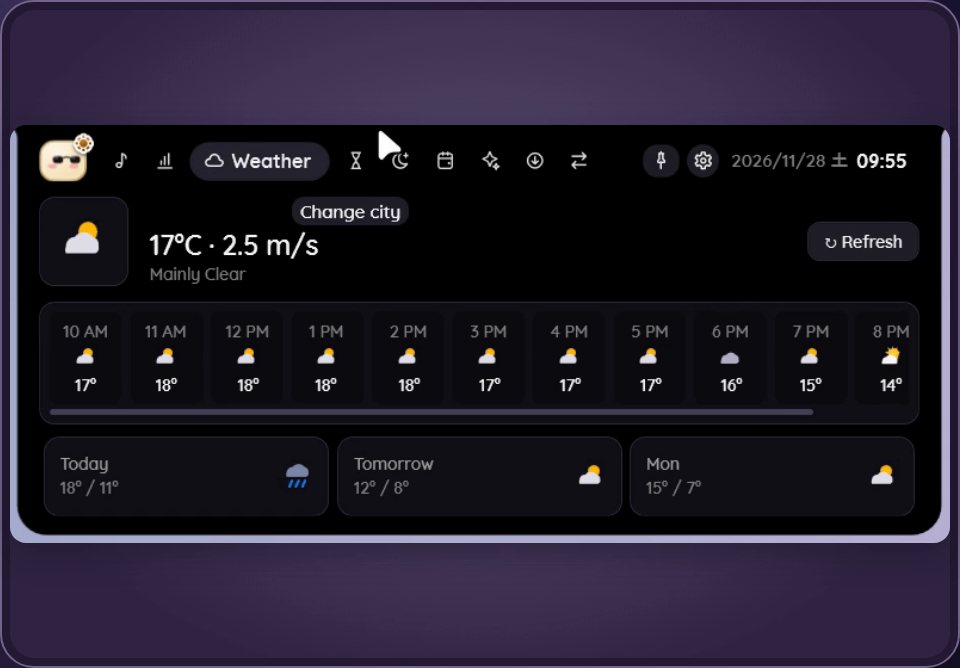 Weather 2026/11/28 土 09:55
Change city
17°C · 2.5 m/s
Mainly Clear
↻ Refresh
10 AM 11 AM 12 PM 1 PM 2 PM 3 PM 4 PM 5 PM 6 PM 7 PM 8 PM
17° 18° 18° 18° 18° 17° 17° 17° 16° 15° 14°
Today
18° / 11°
Tomorrow
12° / 8°
Mon
15° / 7°